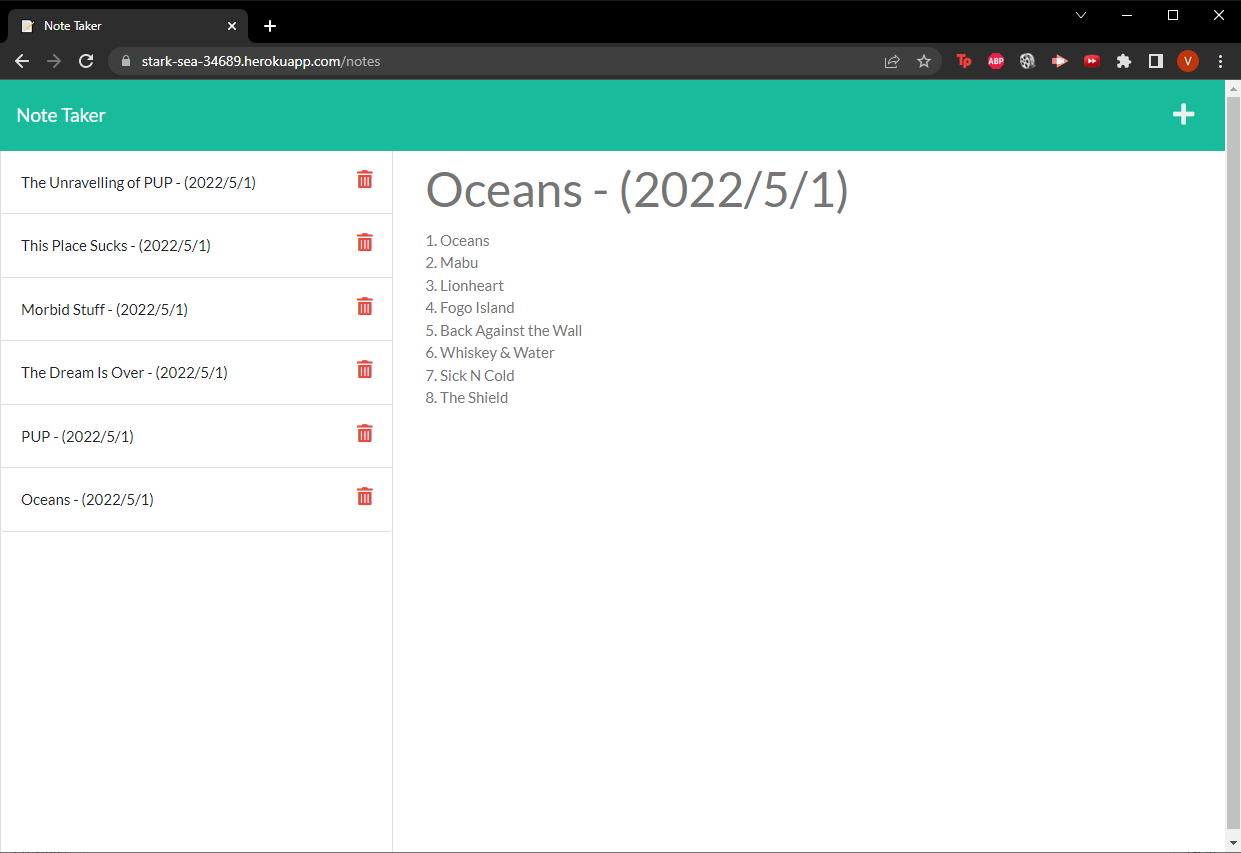 Note Taker
stark-sea-34689.herokuapp.com/notes
Tp
ABP
V
Note Taker
The Unravelling of PUP - (2022/5/1)
This Place Sucks - (2022/5/1)
Morbid Stuff - (2022/5/1)
The Dream Is Over - (2022/5/1)
PUP - (2022/5/1)
Oceans - (2022/5/1)
Oceans - (2022/5/1)
1. Oceans
2. Mabu
3. Lionheart
4. Fogo Island
5. Back Against the Wall
6. Whiskey & Water
7. Sick N Cold
8. The Shield